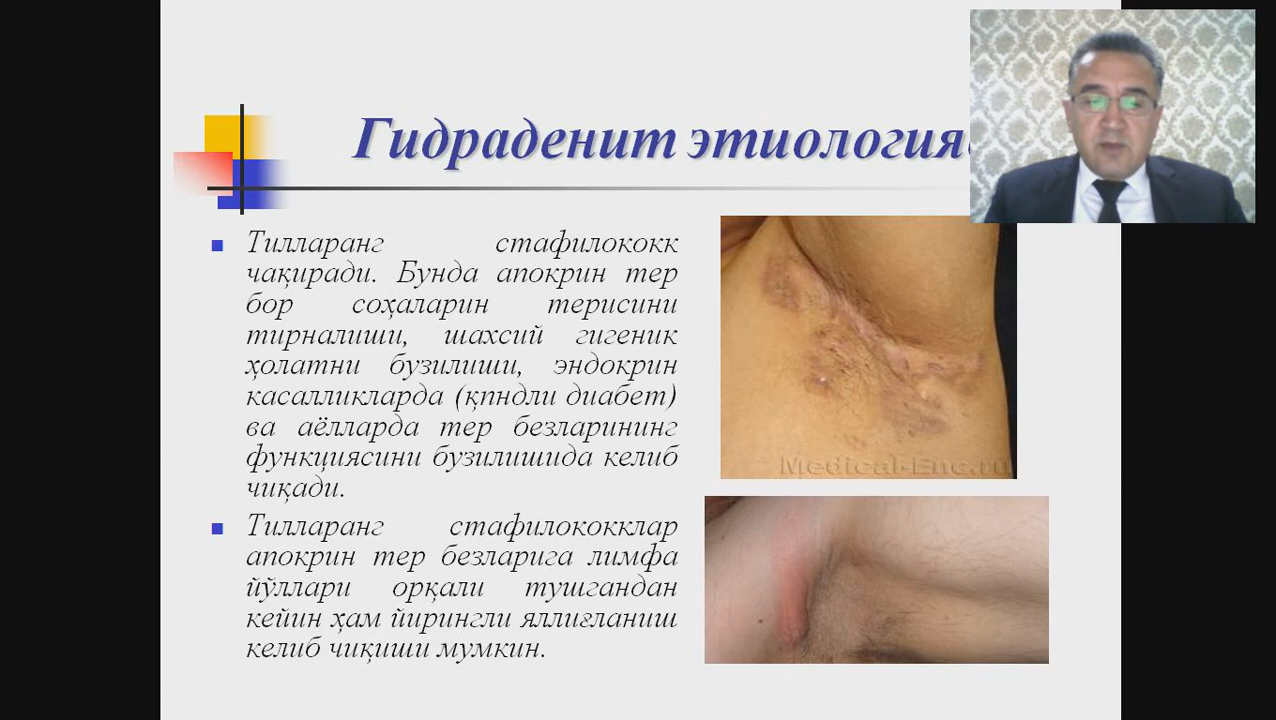 Гидраденит этиология
Тилларанг стафилококк
чақиради. Бунда апокрин тер
бор соҳаларин терисини
тирналиши, шахсий гигеник
ҳолатни бузилиши, эндокрин
касалликларда (қпндли диабет)
ва аёлларда тер безларининг
функциясини бузилишида келиб
чиқади.
Тилларанг стафилококклар
апокрин тер безларига лимфа
йўллари орқали тушгандан
кейин ҳам йирингли яллиғланиш
келиб чиқиши мумкин.
Medical-Enc.ru